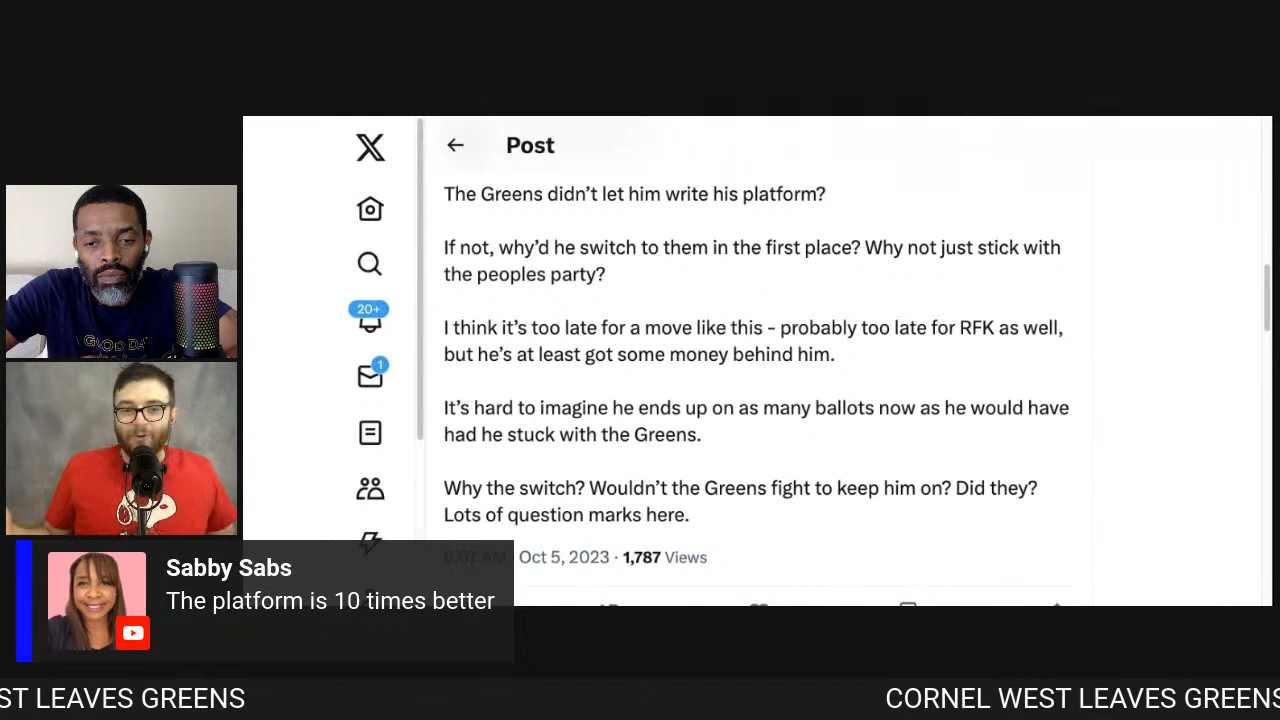 Post
The Greens didn’t let him write his platform?
If not, why’d he switch to them in the first place? Why not just stick with
the peoples party?
I think it’s too late for a move like this - probably too late for RFK as well,
but he’s at least got some money behind him.
It’s hard to imagine he ends up on as many ballots now as he would have
had he stuck with the Greens.
Why the switch? Wouldn’t the Greens fight to keep him on? Did they?
Lots of question marks here.
Oct 5, 2023 · 1,787 Views
20+
1
GOOD DA
Sabby Sabs
The platform is 10 times better
ST LEAVES GREENS
CORNEL WEST LEAVES GREENS